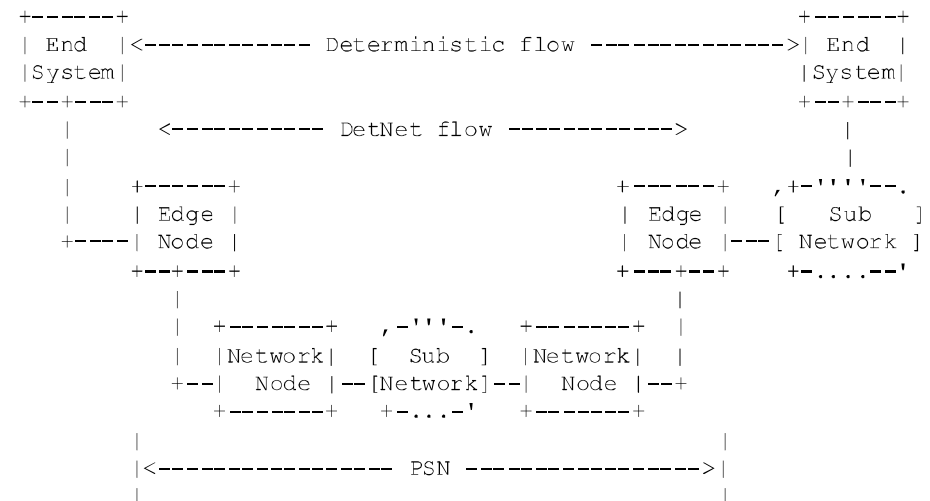 +------+ +------+
| End |<------------ Deterministic flow -------------->| End |
|System| |System|
+--+---+ +--+---+
| <----------- DetNet flow ------------> |
| |
| +------+ +------+ ,+-''''--.
| | Edge | | Edge | [ Sub ]
+----| Node | | Node |---[ Network ]
+--+---+ +---+--+ +-....--'
| |
| +-------+ ,-'''-. +-------+ |
| |Network| [ Sub ] |Network| |
+--| Node |--[Network]--| Node |--+
+-------+ +-...-' +-------+
| |
|<----------------- PSN ----------------->|
| |